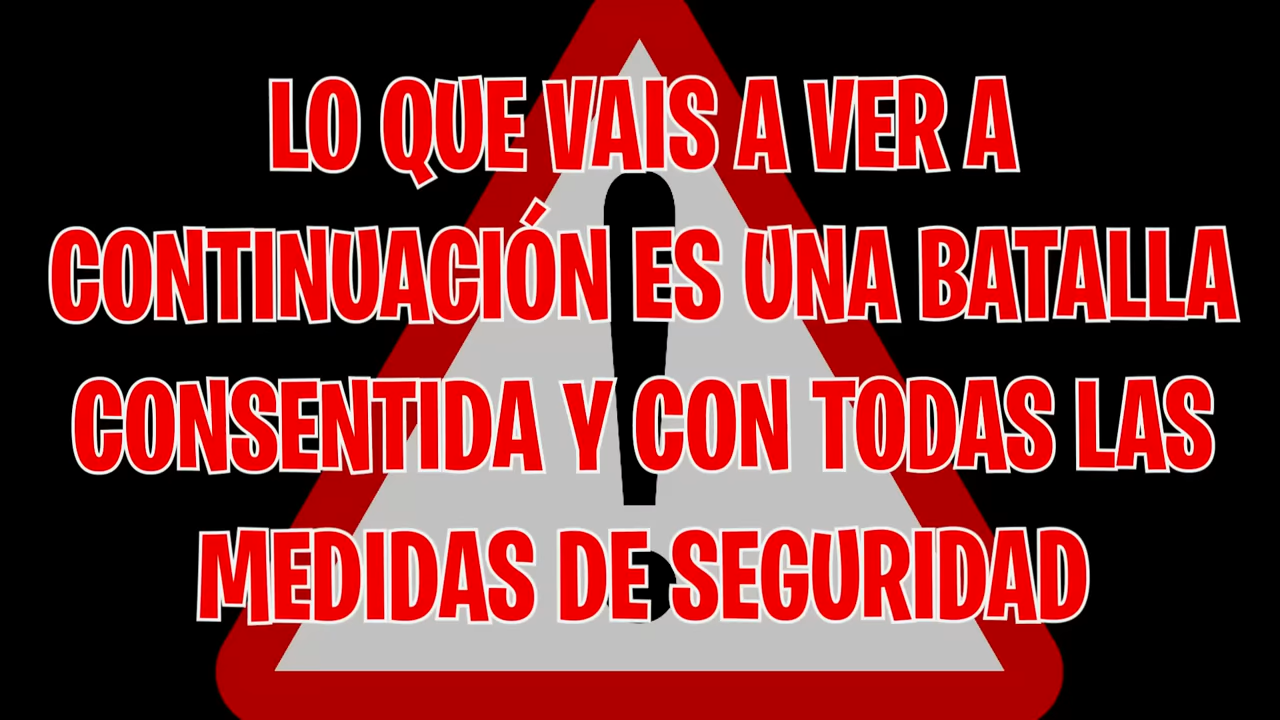 LO QUE VAIS A VER A
CONTINUACIÓN ES UNA BATALLA
CONSENTIDA Y CON TODAS LAS
MEDIDAS DE SEGURIDAD